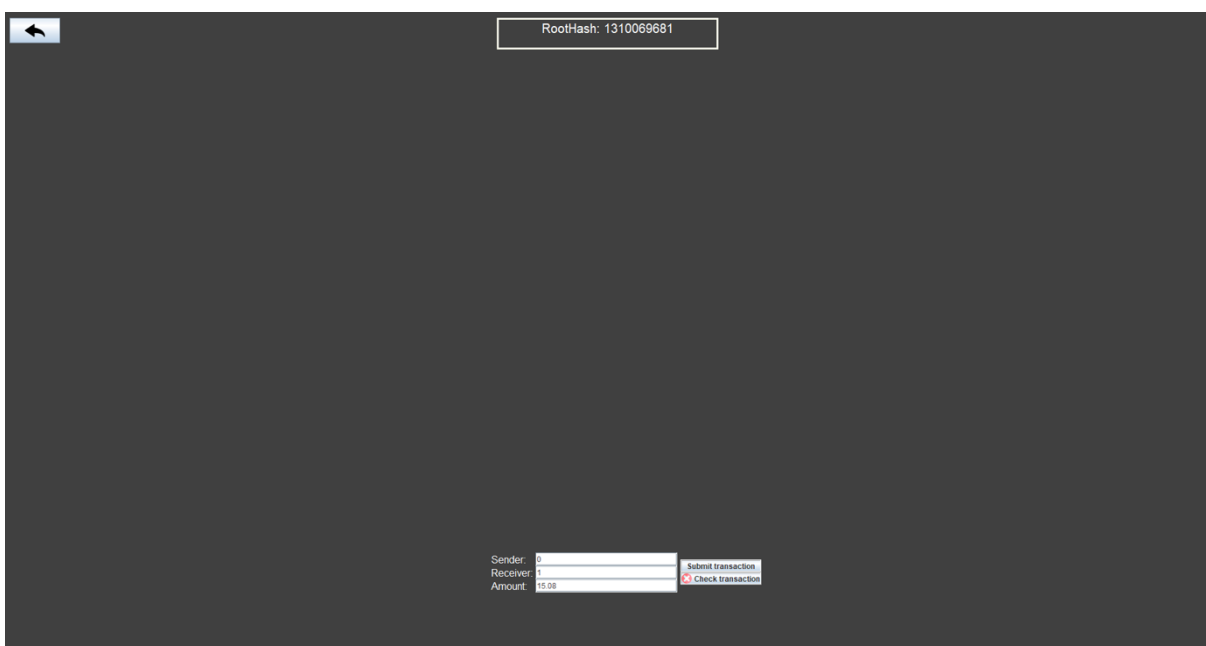 RootHash: 1310069681
Sender: 0
Receiver: 1
Amount: 15.08
Submit transaction
Check transaction